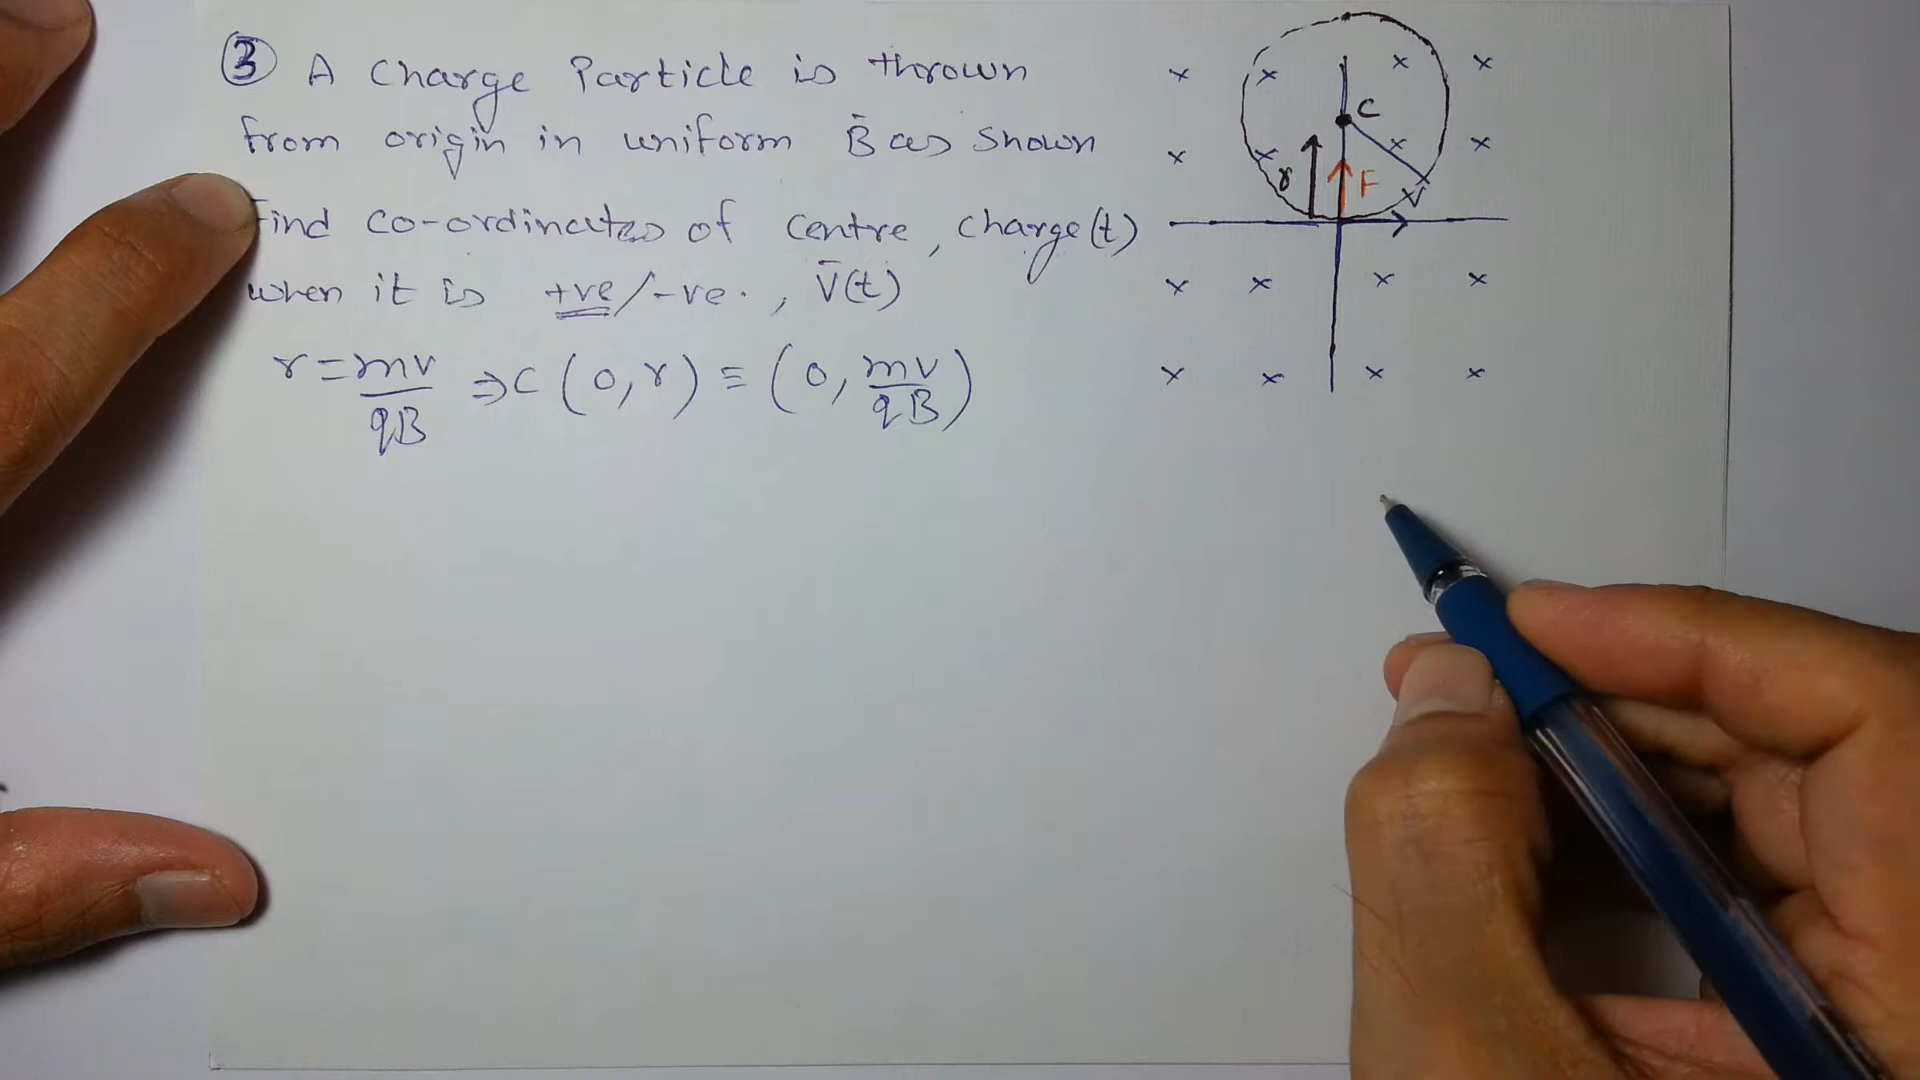 ③ A charge Particle is thrown
from origin in uniform B̄ as shown
Find co-ordinates of centre, charge(t)
when it is +ve/-ve. , V̄(t)
r = mv/qB ⇒ C (0, r) ≡ (0, mv/qB)
C
r
F
V